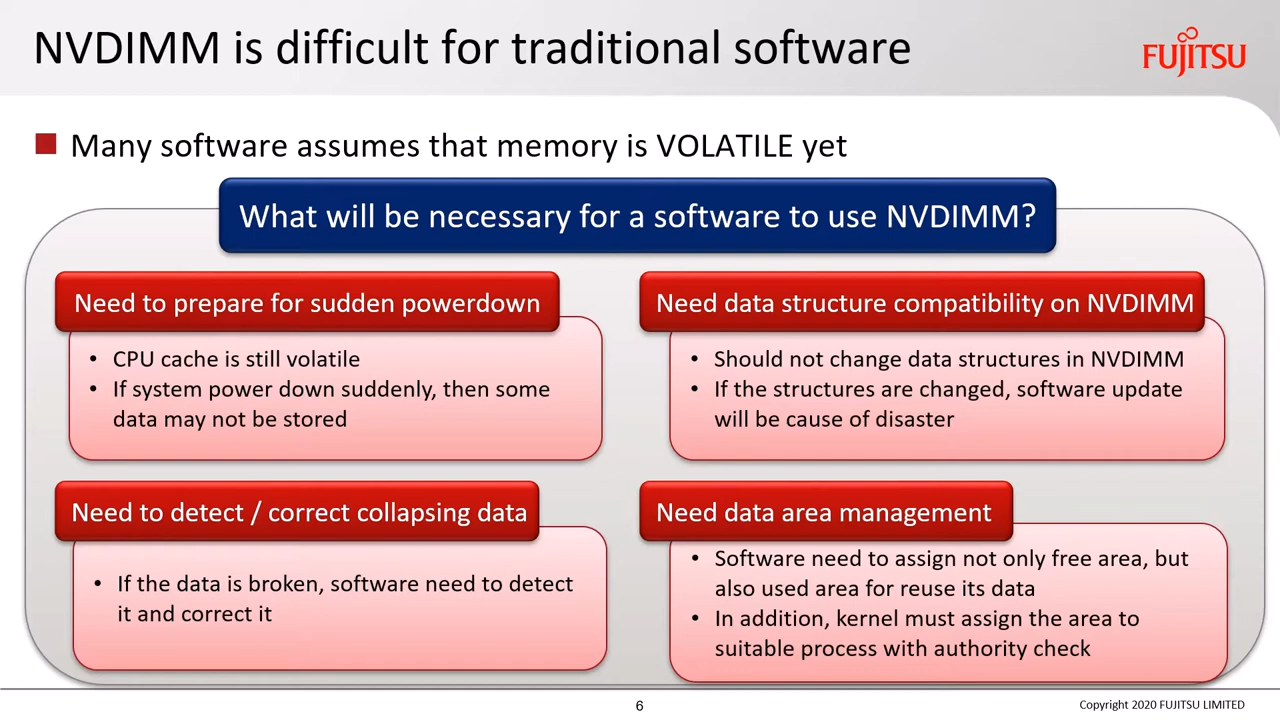 NVDIMM is difficult for traditional software
FUJITSU
Many software assumes that memory is VOLATILE yet
What will be necessary for a software to use NVDIMM?
Need to prepare for sudden powerdown
• CPU cache is still volatile
• If system power down suddenly, then some
data may not be stored
Need data structure compatibility on NVDIMM
• Should not change data structures in NVDIMM
• If the structures are changed, software update
will be cause of disaster
Need to detect / correct collapsing data
• If the data is broken, software need to detect
it and correct it
Need data area management
• Software need to assign not only free area, but
also used area for reuse its data
• In addition, kernel must assign the area to
suitable process with authority check
6
Copyright 2020 FUJITSU LIMITED